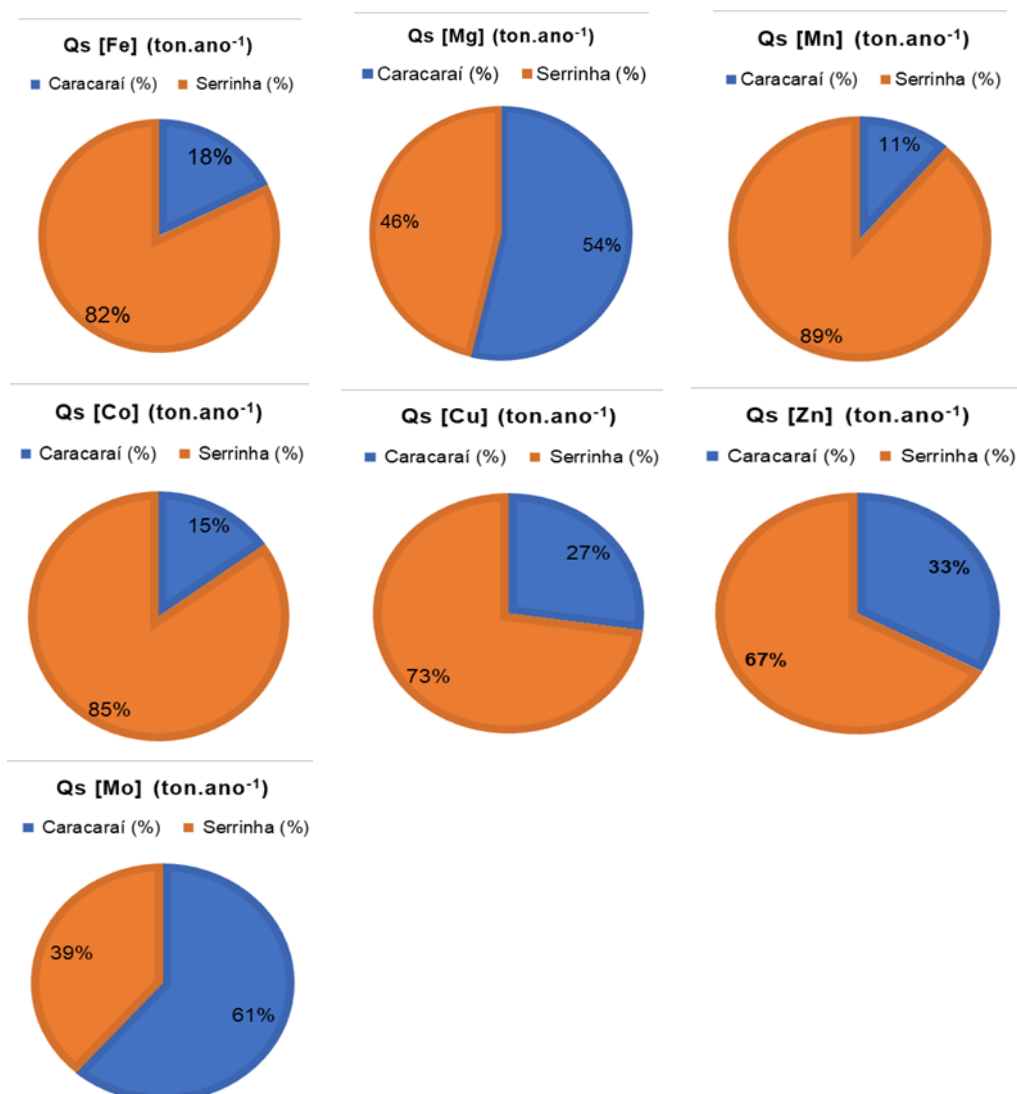 Qs [Fe] (ton.ano⁻¹)
Caracaraí (%) Serrinha (%)
18%
82%
Qs [Mg] (ton.ano⁻¹)
Caracaraí (%) Serrinha (%)
46%
54%
Qs [Mn] (ton.ano⁻¹)
Caracaraí (%) Serrinha (%)
11%
89%
Qs [Co] (ton.ano⁻¹)
Caracaraí (%) Serrinha (%)
15%
85%
Qs [Cu] (ton.ano⁻¹)
Caracaraí (%) Serrinha (%)
27%
73%
Qs [Zn] (ton.ano⁻¹)
Caracaraí (%) Serrinha (%)
33%
67%
Qs [Mo] (ton.ano⁻¹)
Caracaraí (%) Serrinha (%)
39%
61%